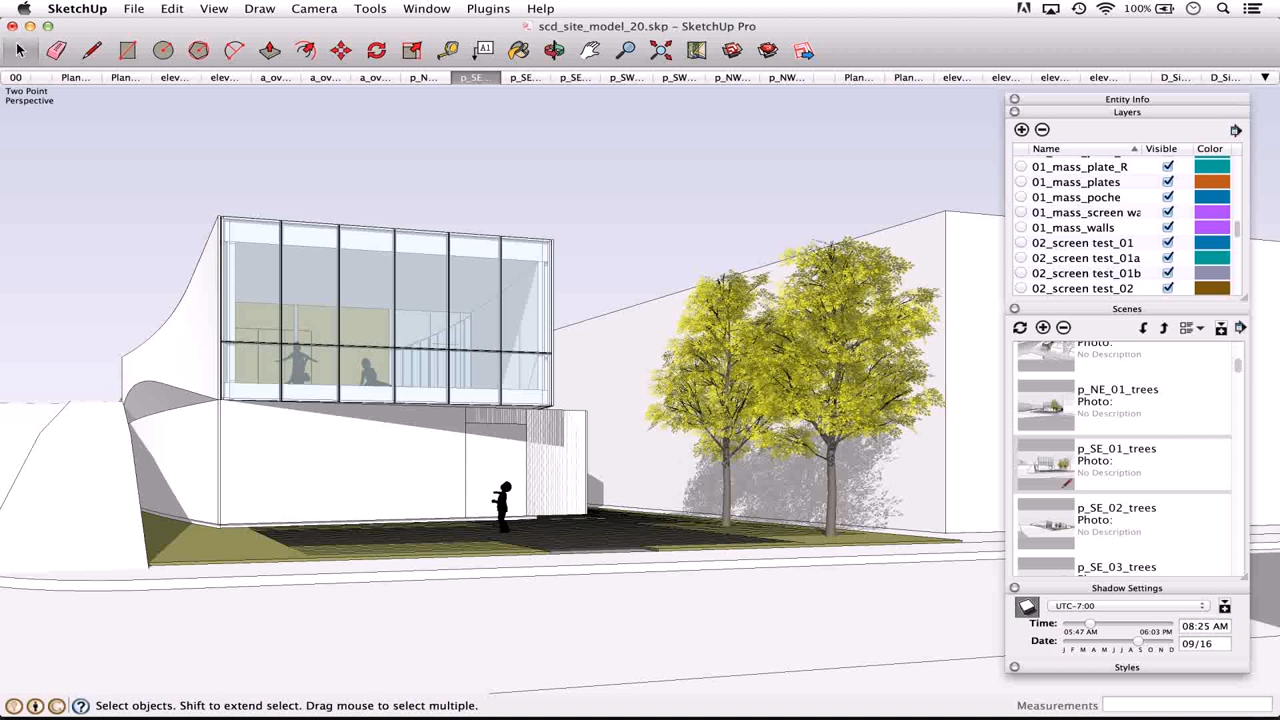 SketchUp File Edit View Draw Camera Tools Window Plugins Help 100%
scd_site_model_20.skp – SketchUp Pro
A1
00 Plan... Plan... elev... elev... a_ov... a_ov... a_ov... p_N... p_SE... p_SE... p_SE... p_SW... p_SW... p_NW... p_NW... Plan... Plan... elev... elev... elev... elev... D_Si... D_Si...
Two Point
Perspective
Entity Info
Layers
Name Visible Color
01_mass_plate_R
01_mass_plates
01_mass_poche
01_mass_screen wa
01_mass_walls
02_screen test_01
02_screen test_01a
02_screen test_01b
02_screen test_02
Scenes
Photo:
No Description
p_NE_01_trees
Photo:
No Description
p_SE_01_trees
Photo:
No Description
p_SE_02_trees
Photo:
No Description
p_SE_03_trees
Shadow Settings
UTC-7:00
Time: 08:25 AM
05:47 AM 06:03 PM
Date: 09/16
J F M A M J J A S O N D
Styles
Select objects. Shift to extend select. Drag mouse to select multiple.
Measurements